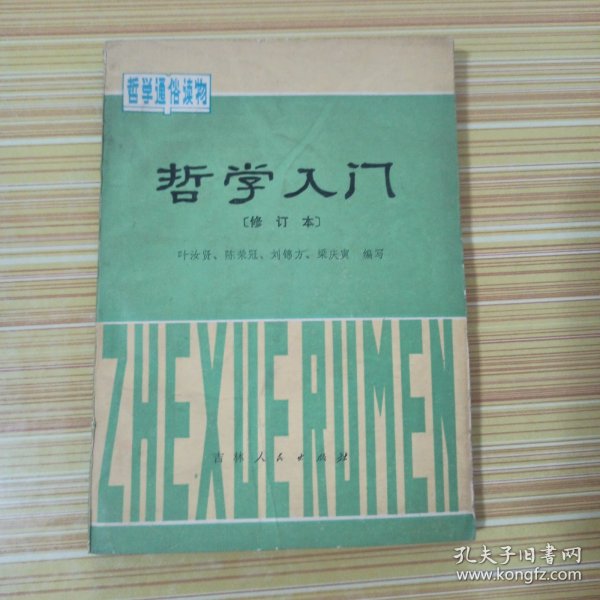 哲学通俗读物
哲学入门
〔修订本〕
叶汝贤、陈荣冠、刘锦方、梁庆寅 编写
ZHEXUERUMEN
吉林人民出版社
孔夫子旧书网
www.kongfz.com